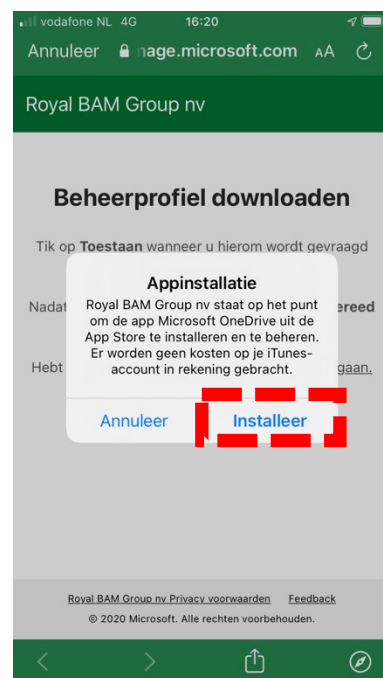 vodafone NL 4G 16:20
Annuleer nage.microsoft.com AA
Royal BAM Group nv
Beheerprofiel downloaden
Tik op Toestaan wanneer u hierom wordt gevraagd
Appinstallatie
Royal BAM Group nv staat op het punt
om de app Microsoft OneDrive uit de
App Store te installeren en te beheren.
Er worden geen kosten op je iTunes-
account in rekening gebracht.
Nadat
ereed
Hebt
gaan.
Annuleer Installeer
Royal BAM Group nv Privacy voorwaarden Feedback
© 2020 Microsoft. Alle rechten voorbehouden.